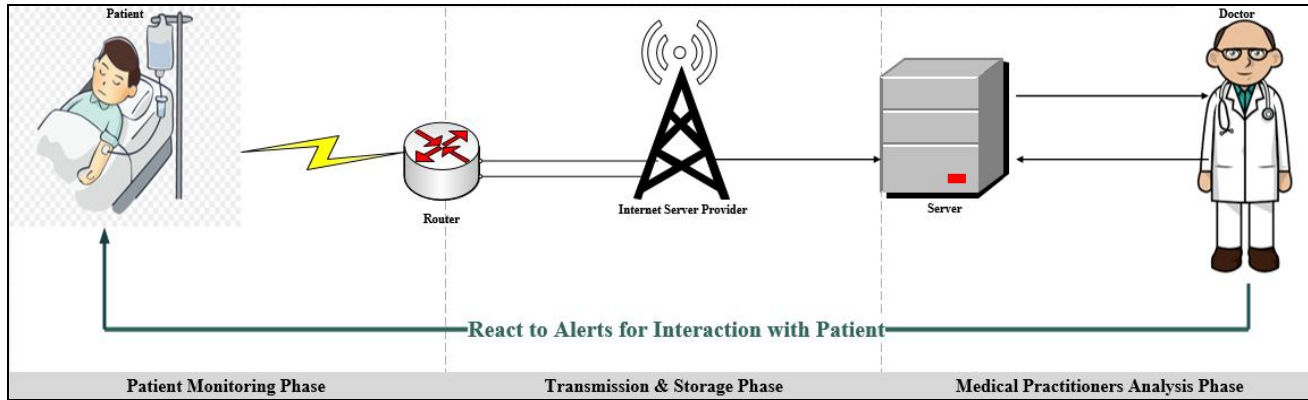 Patient
Doctor
Router
Internet Server Provider
Server
React to Alerts for Interaction with Patient
Patient Monitoring Phase
Transmission & Storage Phase
Medical Practitioners Analysis Phase